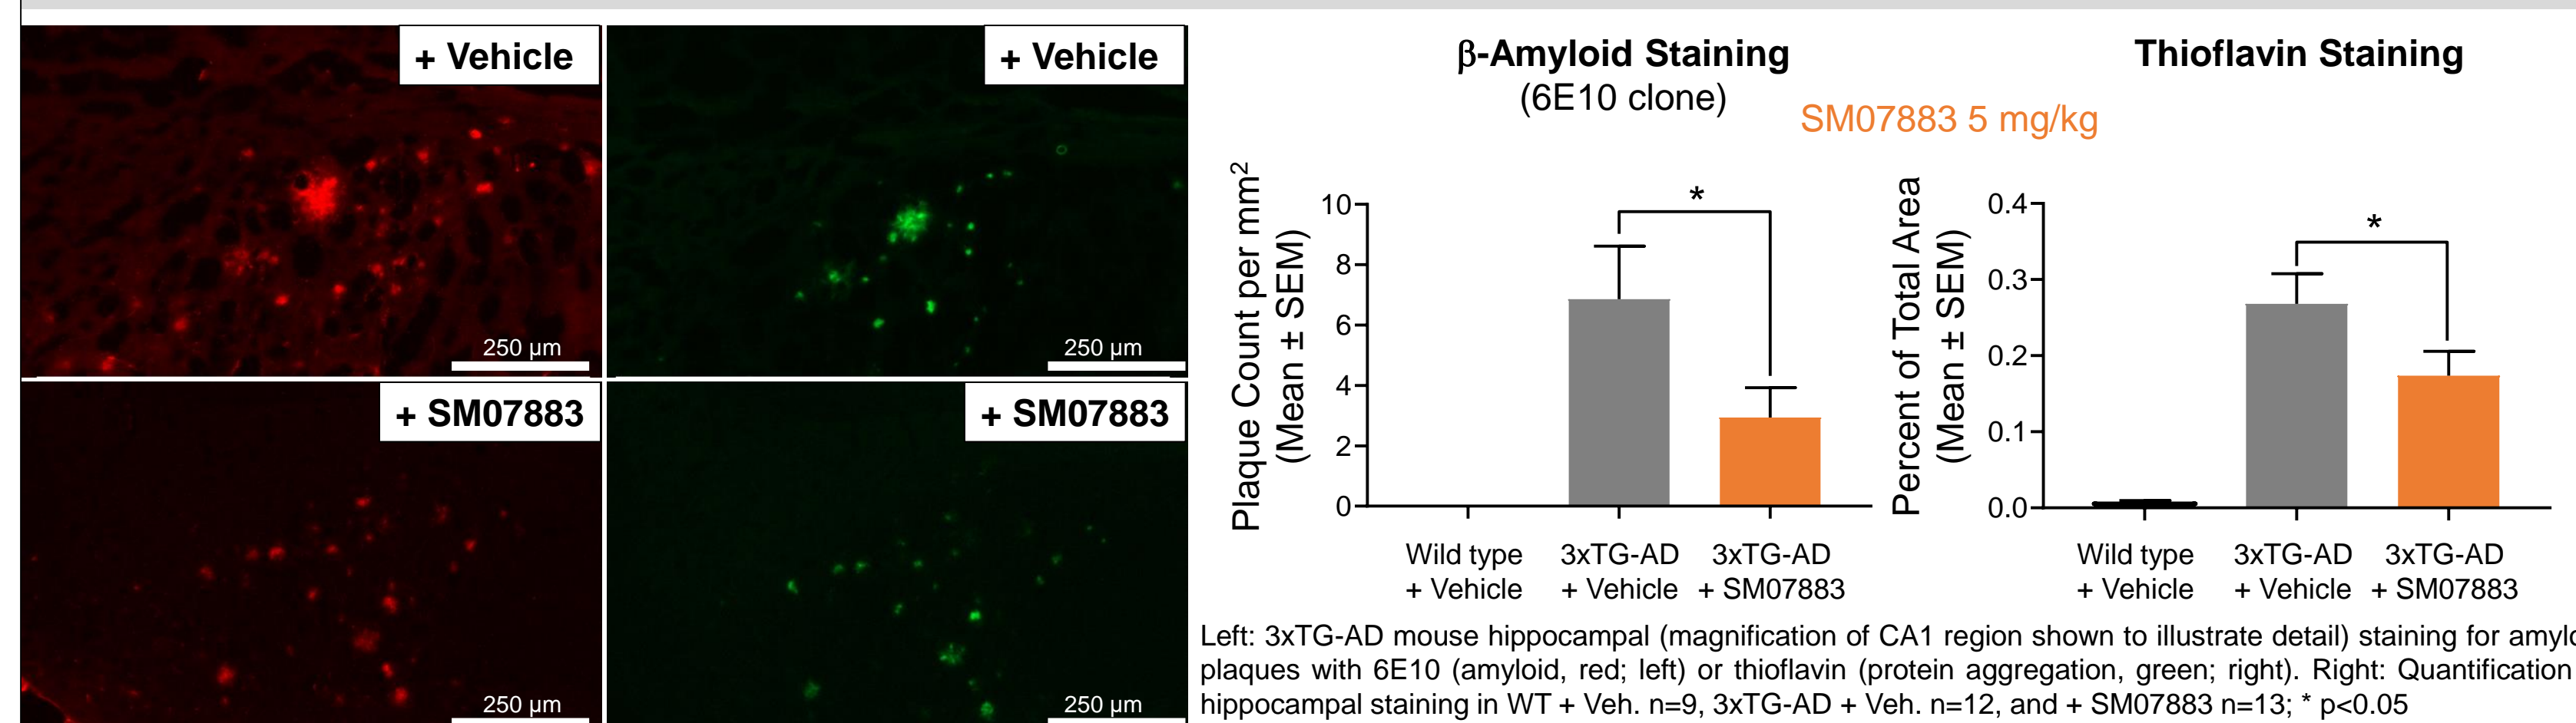 + Vehicle
+ Vehicle
250 µm
250 µm
+ SM07883
+ SM07883
250 µm
250 µm
β-Amyloid Staining
(6E10 clone)
Thioflavin Staining
SM07883 5 mg/kg
Plaque Count per mm²
(Mean ± SEM)
10
8
6
4
2
0
*
Wild type
+ Vehicle
3xTG-AD
+ Vehicle
3xTG-AD
+ SM07883
Percent of Total Area
(Mean ± SEM)
0.4
0.3
0.2
0.1
0.0
*
Wild type
+ Vehicle
3xTG-AD
+ Vehicle
3xTG-AD
+ SM07883
Left: 3xTG-AD mouse hippocampal (magnification of CA1 region shown to illustrate detail) staining for
plaques with 6E10 (amyloid, red; left) or thioflavin (protein aggregation, green; right). Right: Quantification
hippocampal staining in WT + Veh. n=9, 3xTG-AD + Veh. n=12, and + SM07883 n=13; * p<0.05